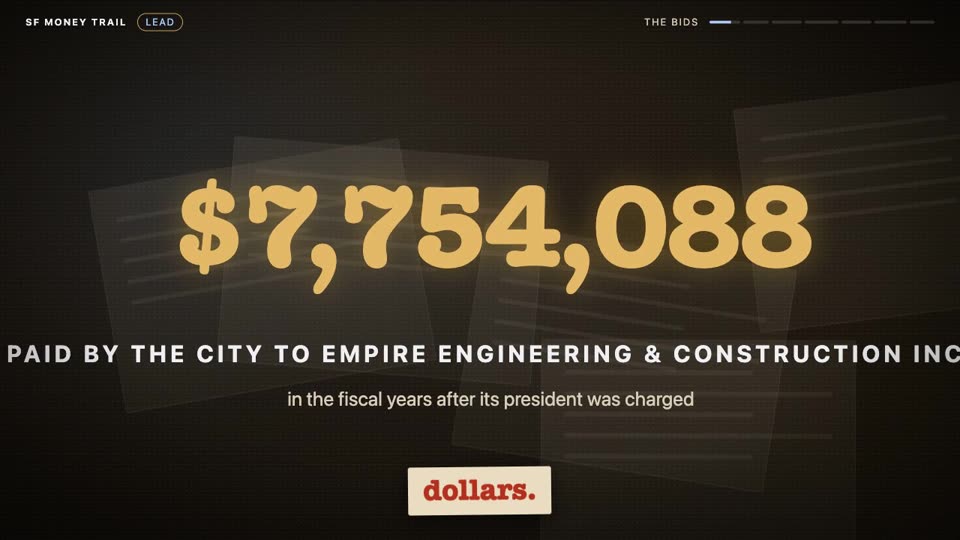 SF MONEY TRAIL LEAD THE BIDS
$7,754,088
PAID BY THE CITY TO EMPIRE ENGINEERING & CONSTRUCTION INC
in the fiscal years after its president was charged
dollars.